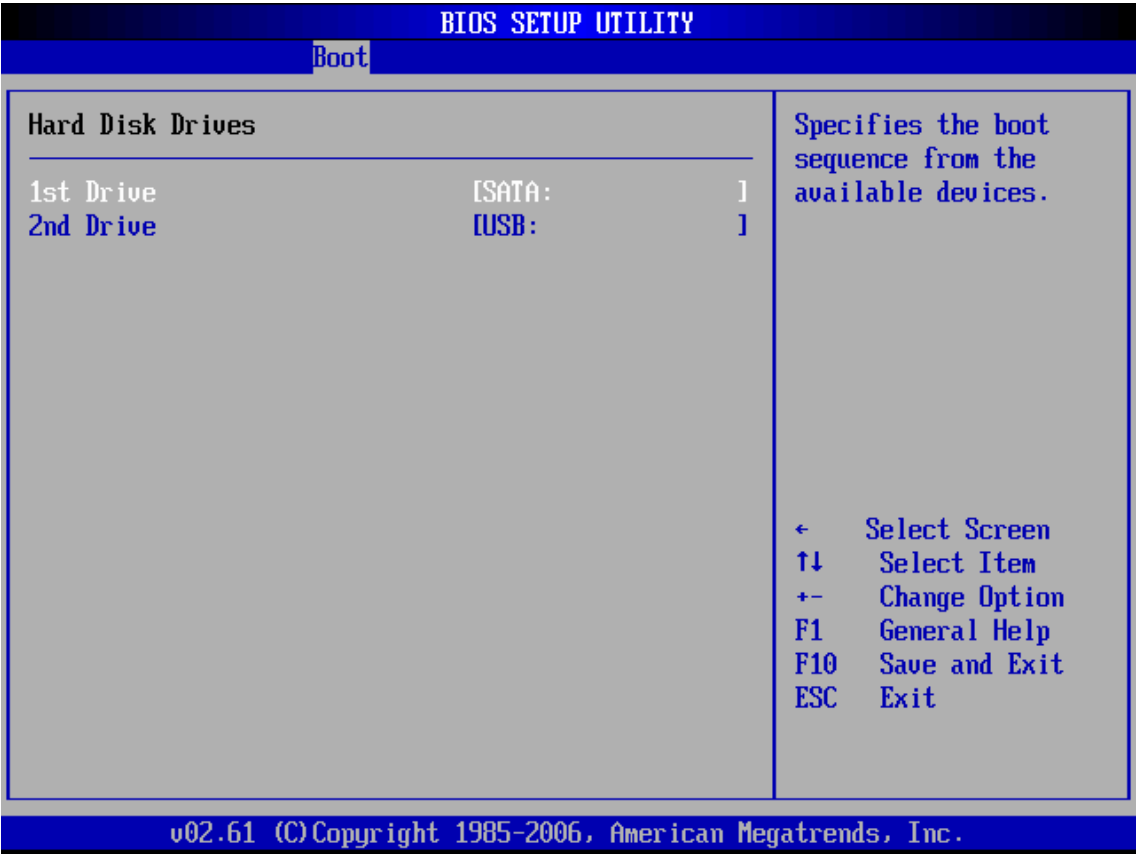 BIOS SETUP UTILITY
Boot
Hard Disk Drives
1st Drive [SATA: ]
2nd Drive [USB: ]
Specifies the boot
sequence from the
available devices.
← Select Screen
↑↓ Select Item
+- Change Option
F1 General Help
F10 Save and Exit
ESC Exit
v02.61 (C)Copyright 1985-2006, American Megatrends, Inc.